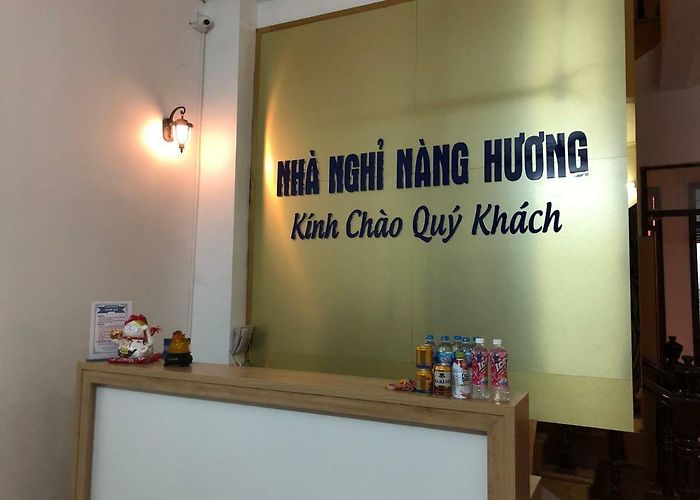 NHÀ NGHỈ NÀNG HƯƠNG
Kính Chào Quý Khách